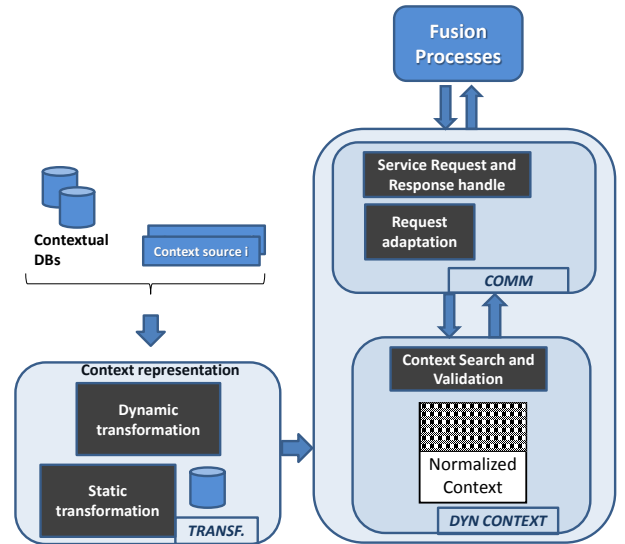 Fusion
Processes
Service Request and
Response handle
Request
adaptation
COMM
Contextual
DBs
Context source i
Context representation
Dynamic
transformation
Static
transformation
TRANSF.
Context Search and
Validation
Normalized
Context
DYN CONTEXT